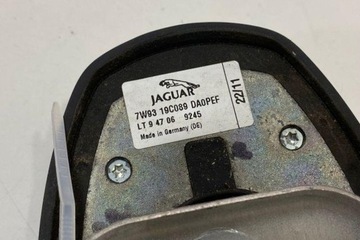 JAGUAR
7W93 19C089 DA0PEF
LT 9 47 06 9245
Made in Germany (DE)
22/11